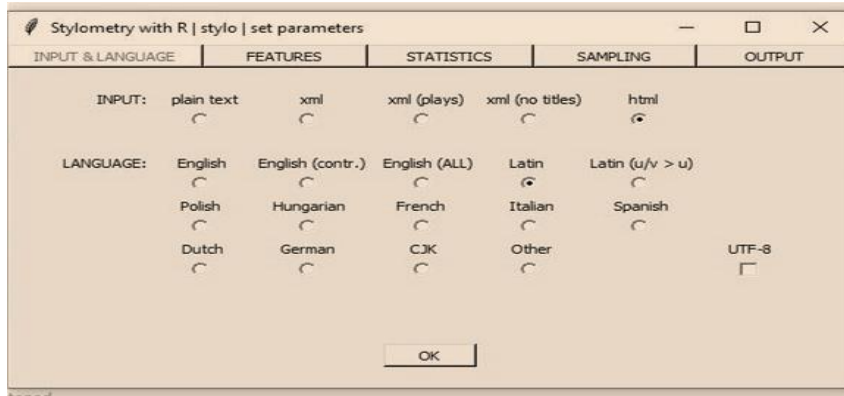 Stylometry with R | stylo | set parameters
INPUT & LANGUAGE FEATURES STATISTICS SAMPLING OUTPUT
INPUT: plain text xml xml (plays) xml (no titles) html
LANGUAGE: English English (contr.) English (ALL) Latin Latin (u/v > u)
Polish Hungarian French Italian Spanish
Dutch German CJK Other UTF-8
OK